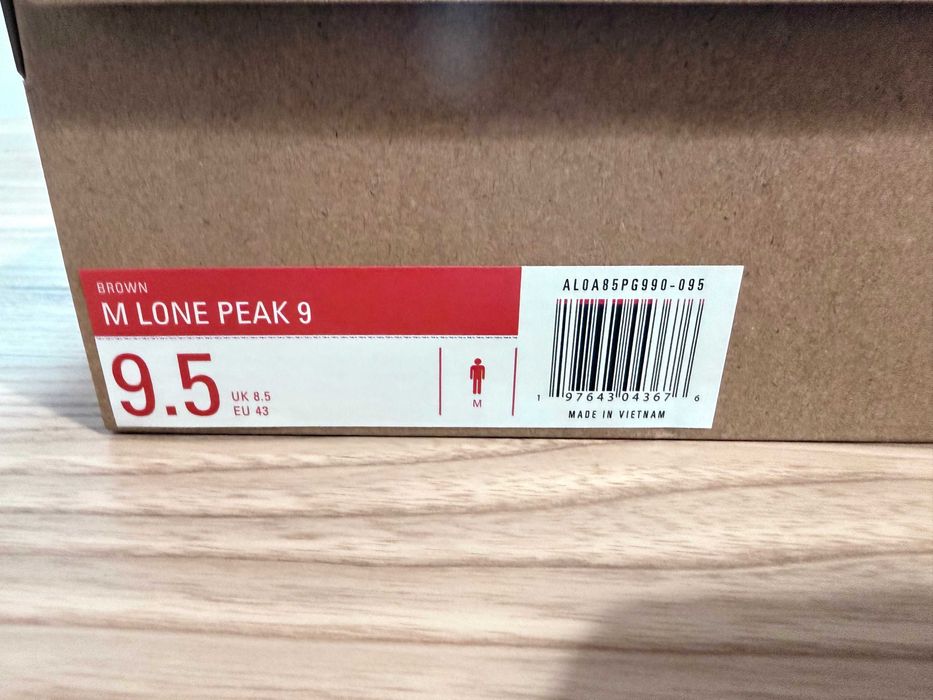 BROWN
M LONE PEAK 9
9.5
UK 8.5
EU 43
M
AL0A85PG990-095
1 97643 04367 6
MADE IN VIETNAM